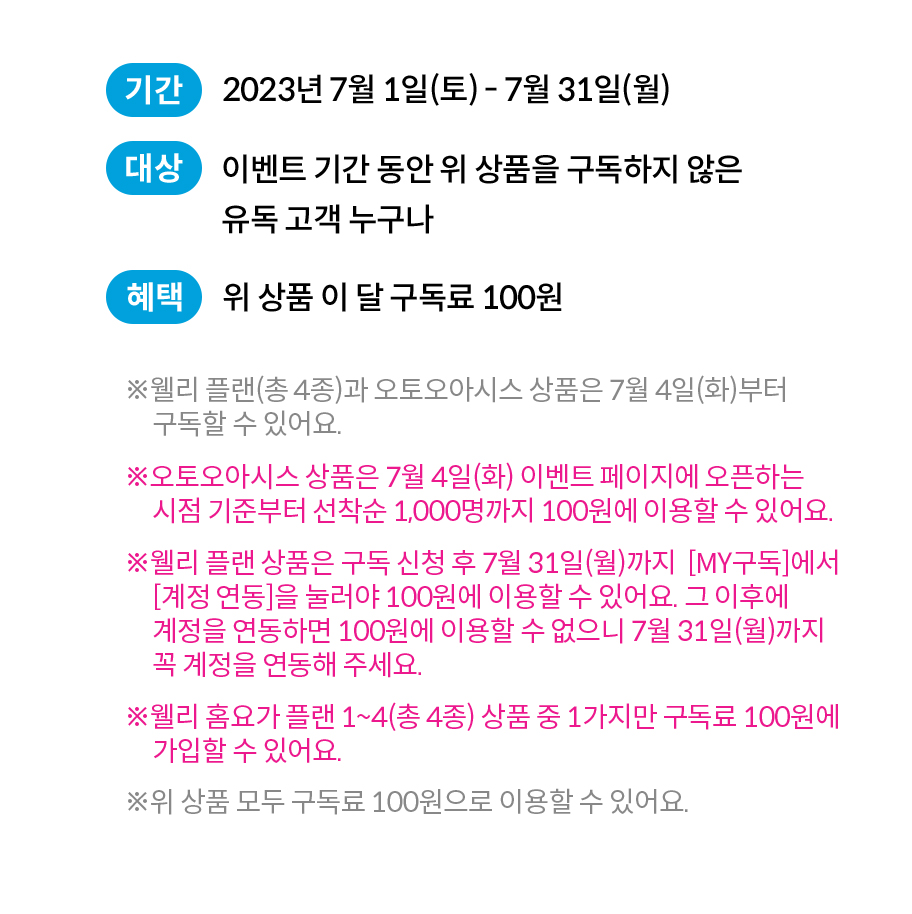 기간 2023년 7월 1일(토) - 7월 31일(월)
대상 이벤트 기간 동안 위 상품을 구독하지 않은
유독 고객 누구나
혜택 위 상품 이 달 구독료 100원
※웰리 플랜(총 4종)과 오토오아시스 상품은 7월 4일(화)부터
구독할 수 있어요.
※오토오아시스 상품은 7월 4일(화) 이벤트 페이지에 오픈하는
시점 기준부터 선착순 1,000명까지 100원에 이용할 수 있어요.
※웰리 플랜 상품은 구독 신청 후 7월 31일(월)까지 [MY구독]에서
[계정 연동]을 눌러야 100원에 이용할 수 있어요. 그 이후에
계정을 연동하면 100원에 이용할 수 없으니 7월 31일(월)까지
꼭 계정을 연동해 주세요.
※웰리 홈요가 플랜 1~4(총 4종) 상품 중 1가지만 구독료 100원에
가입할 수 있어요.
※위 상품 모두 구독료 100원으로 이용할 수 있어요.